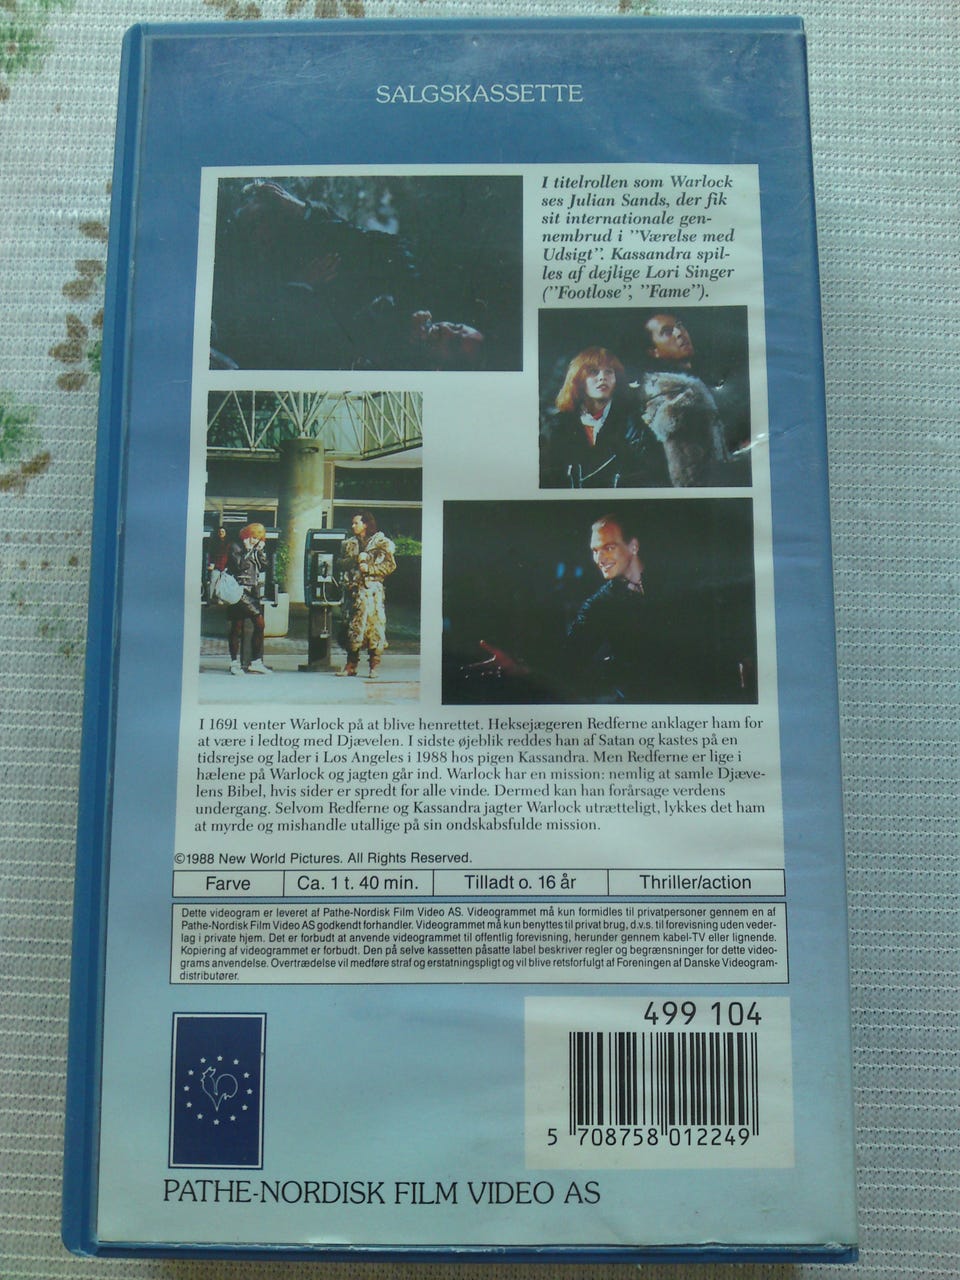 SALGSKASSETTE
I titelrollen som Warlock
ses Julian Sands, der fik
sit internationale gen-
nembrud i "Værelse med
Udsigt". Kassandra spil-
les af dejlige Lori Singer
("Footlose", "Fame").
I 1691 venter Warlock på at blive henrettet. Heksejægeren Redferne anklager ham for
at være i ledtog med Djævelen. I sidste øjeblik reddes han af Satan og kastes på en
tidsrejse og lader i Los Angeles i 1988 hos pigen Kassandra. Men Redferne er lige i
hælene på Warlock og jagten går ind. Warlock har en mission: nemlig at samle Djæve-
lens Bibel, hvis sider er spredt for alle vinde. Dermed kan han forårsage verdens
undergang. Selvom Redferne og Kassandra jagter Warlock utrætteligt, lykkes det ham
at myrde og mishandle utallige på sin ondskabsfulde mission.
©1988 New World Pictures. All Rights Reserved.
Farve Ca. 1 t. 40 min. Tilladt o. 16 år Thriller/action
Dette videogram er leveret af Pathe-Nordisk Film Video AS. Videogrammet må kun formidles til privatpersoner gennem en af
Pathe-Nordisk Film Video AS godkendt forhandler. Videogrammet må kun benyttes til privat brug, d.v.s. til forevisning uden veder-
lag i private hjem. Det er forbudt at anvende videogrammet til offentlig forevisning, herunder gennem kabel-TV eller lignende.
Kopiering af videogrammet er forbudt. Den på selve kassetten påsatte label beskriver regler og begrænsninger for dette video-
grams anvendelse. Overtrædelse vil medføre straf og erstatningspligt og vil blive retsforfulgt af Foreningen af Danske Videogram-
distributører.
499 104
5 708758 012249
PATHE-NORDISK FILM VIDEO AS